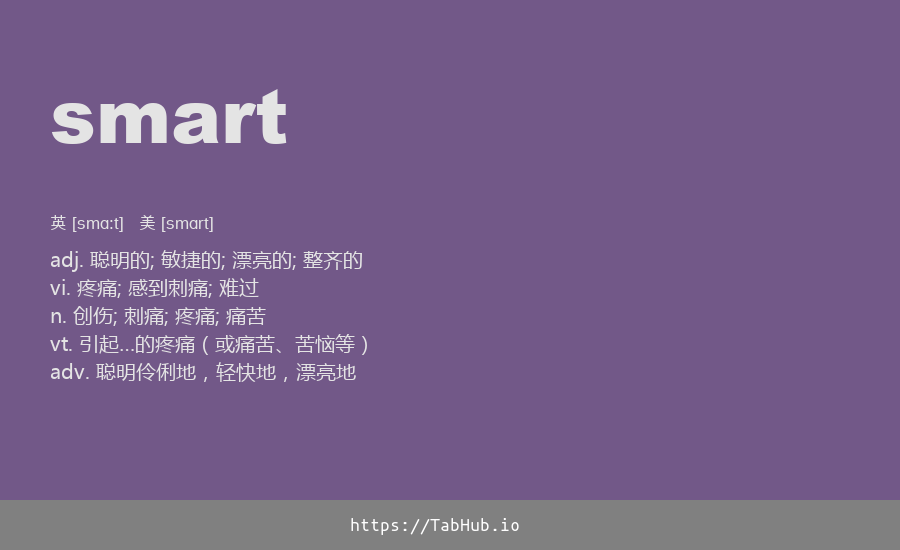 smart
英 [smɑːt] 美 [smɑrt]
adj. 聪明的; 敏捷的; 漂亮的; 整齐的
vi. 疼痛; 感到刺痛; 难过
n. 创伤; 刺痛; 疼痛; 痛苦
vt. 引起…的疼痛（或痛苦、苦恼等）
adv. 聪明伶俐地，轻快地，漂亮地
https://TabHub.io